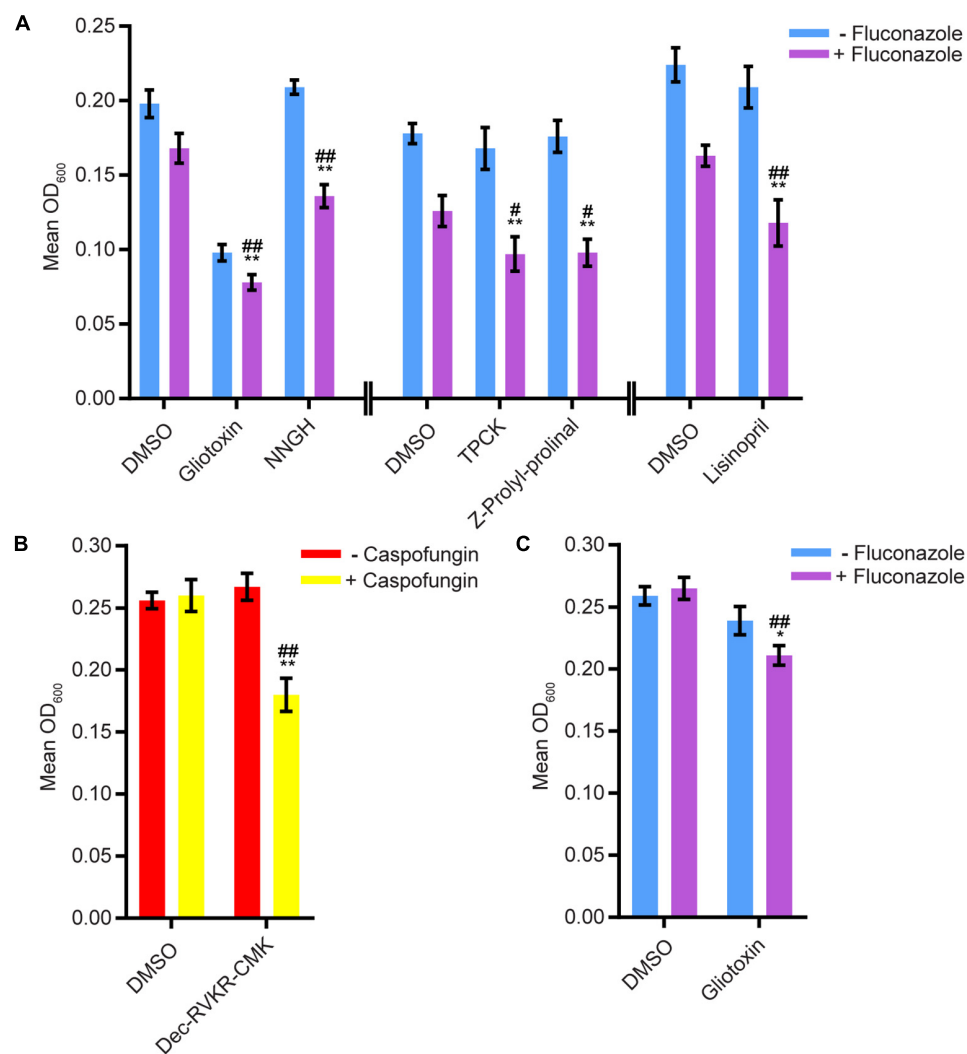 A
- Fluconazole
+ Fluconazole
Mean OD600
0.25
0.20
0.15
0.10
0.05
0.00
##
**
##
**
#
**
#
**
##
**
DMSO
Gliotoxin
NNGH
DMSO
TPCK
Z-Prolyl-prolinal
DMSO
Lisinopril
B
- Caspofungin
+ Caspofungin
Mean OD600
0.30
0.25
0.20
0.15
0.10
0.05
0.00
##
**
DMSO
Dec-RVKR-CMK
C
- Fluconazole
+ Fluconazole
Mean OD600
0.30
0.25
0.20
0.15
0.10
0.05
0.00
##
*
DMSO
Gliotoxin